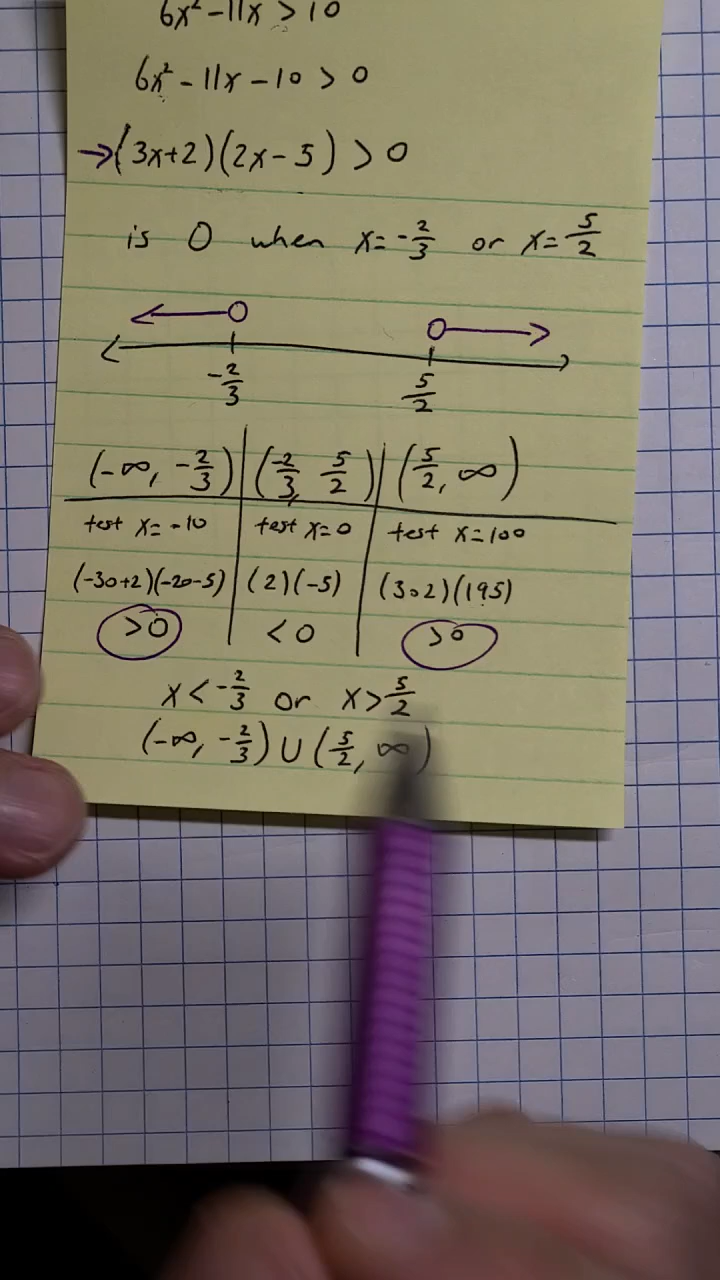 6x² - 11x > 10
6x² - 11x - 10 > 0
→(3x+2)(2x-5) > 0
is 0 when x = -2/3 or x = 5/2
-2/3 5/2
(-∞, -2/3) (-2/3, 5/2) (5/2, ∞)
test x = -10 test x = 0 test x = 100
(-30+2)(-20-5) (2)(-5) (302)(195)
>0 <0 >0
x < -2/3 or x > 5/2
(-∞, -2/3) ∪ (5/2, ∞)